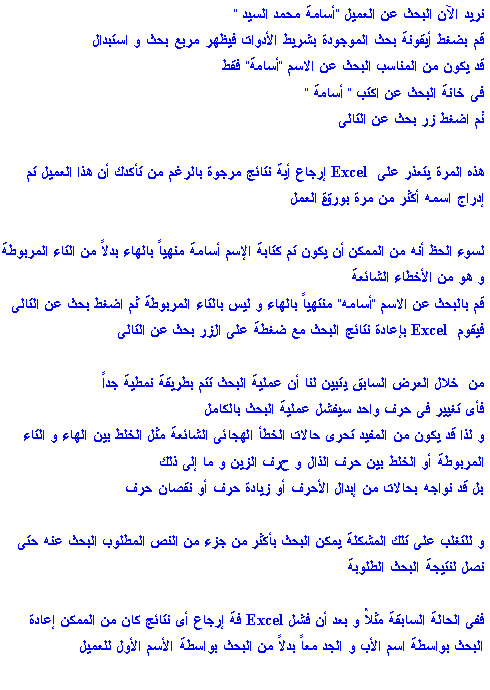 نريد الآن البحث عن العميل "أسامة محمد السيد "
قم بضغط أيقونة بحث الموجودة بشريط الأدوات فيظهر مربع بحث و استبدال
قد يكون من المناسب البحث عن الاسم "أسامة" فقط
فى خانة البحث عن اكتب " أسامة "
ثم اضغط زر بحث عن التالى
هذه المرة يتعذر على Excel إرجاع أية نتائج مرجوة بالرغم من تأكدك أن هذا العميل تم
إدراج اسمه أكثر من مرة بورقة العمل
لسوء الحظ أنه من الممكن أن يكون تم كتابة الإسم أسامة منهياً بالهاء بدلاً من التاء المربوطة
و هو من الأخطاء الشائعة
قم بالبحث عن الاسم "أسامه" منتهياً بالهاء و ليس بالتاء المربوطة ثم اضغط بحث عن التالى
فيقوم Excel بإعادة نتائج البحث مع ضغطة على الزر بحث عن التالى
من خلال العرض السابق يتبين لنا أن عملية البحث تتم بطريقة نمطية جداً
فأى تغيير فى حرف واحد سيفشل عملية البحث بالكامل
و لذا قد يكون من المفيد تحرى حالات الخطأ الهجائى الشائعة مثل الخلط بين الهاء و التاء
المربوطة أو الخلط بين حرف الذال و حرف الزين و ما إلى ذلك
بل قد نواجه بحالات من إبدال الأحرف أو زيادة حرف أو نقصان حرف
و للتغلب على تلك المشكلة يمكن البحث بأكثر من جزء من النص المطلوب البحث عنه حتى
نصل لنتيجة البحث الطلوبة
ففى الحالة السابقة مثلاً و بعد أن فشل Excel فة إرجاع أى نتائج كان من الممكن إعادة
البحث بواسطة اسم الأب و الجد معاً بدلاً من البحث بواسطة الأسم الأول للعميل